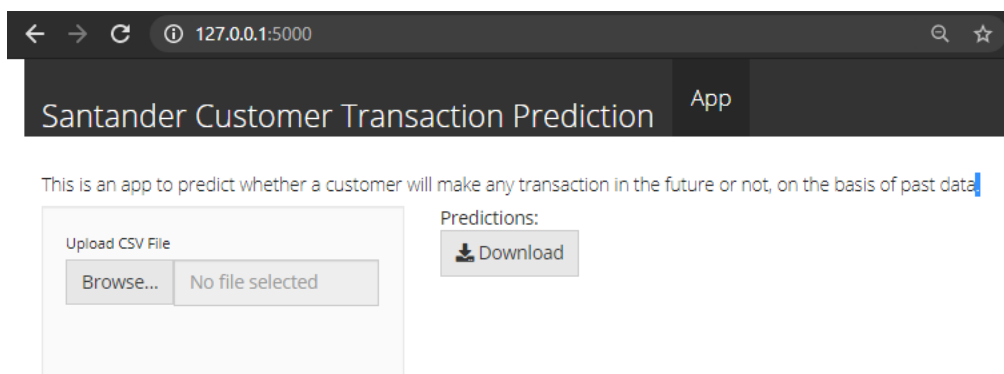 127.0.0.1:5000
Santander Customer Transaction Prediction App
This is an app to predict whether a customer will make any transaction in the future or not, on the basis of past data.
Upload CSV File
Browse... No file selected
Predictions:
Download